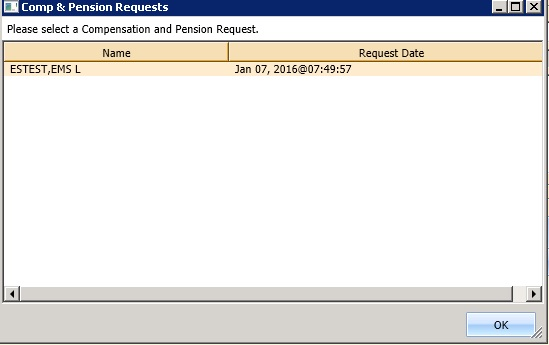 Comp & Pension Requests
Please select a Compensation and Pension Request.
Name Request Date
ESTEST,EMS L Jan 07, 2016@07:49:57
OK